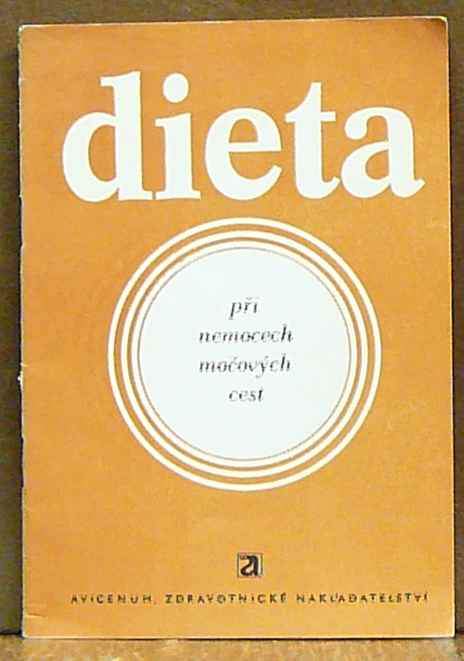 dieta
při
nemocech
močových
cest
a
AVICENUM, ZDRAVOTNICKÉ NAKLADATELSTVÍ